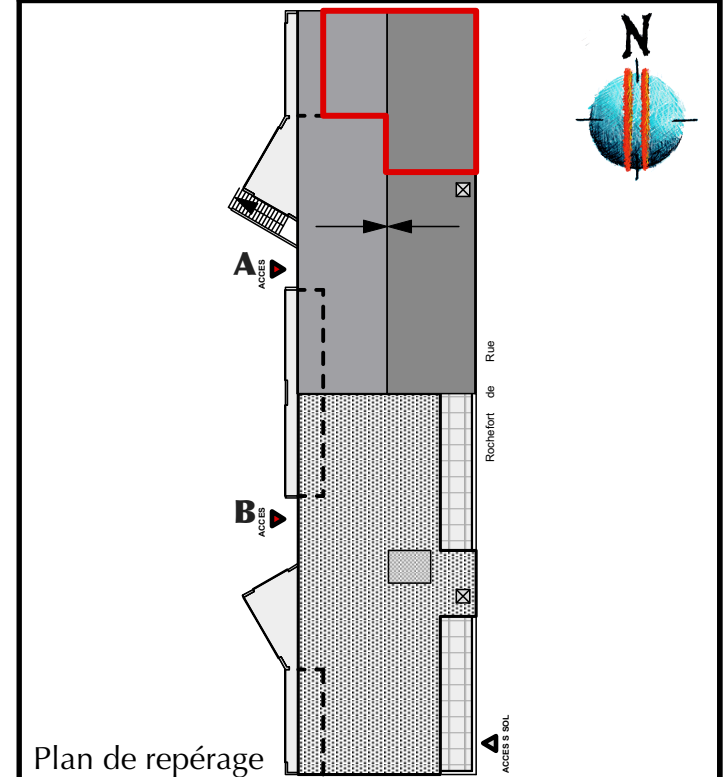 N
A
ACCES
Rochefort de Rue
B
ACCES
ACCES S SOL
Plan de repérage